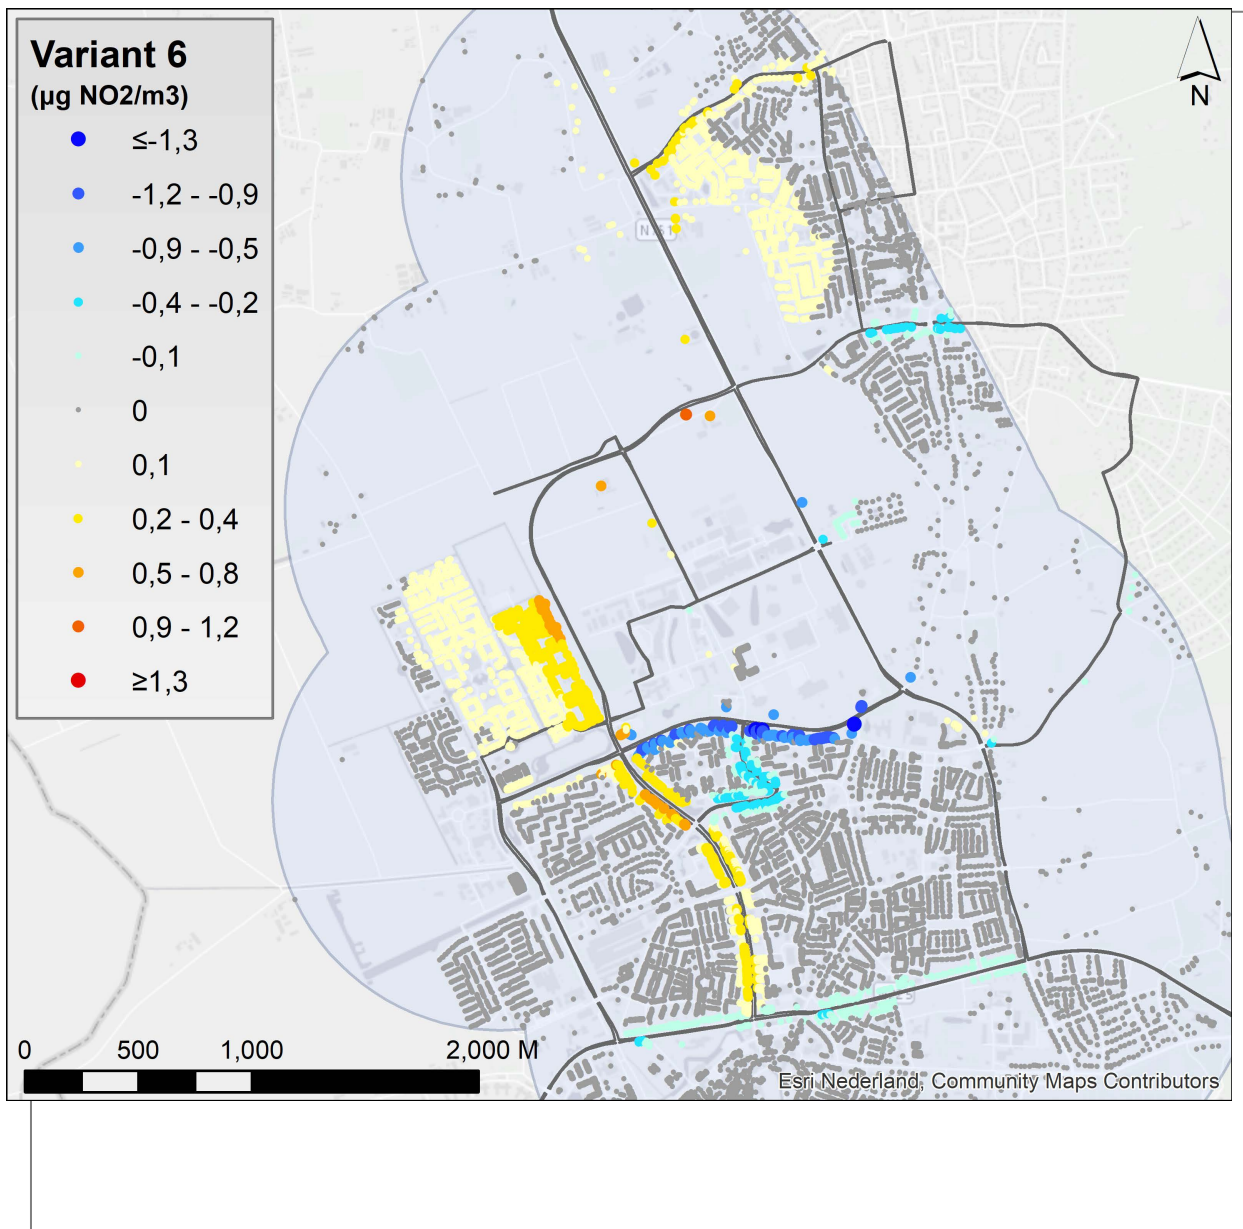 Variant 6
(µg NO2/m3)
≤-1,3
-1,2 - -0,9
-0,9 - -0,5
-0,4 - -0,2
-0,1
0
0,1
0,2 - 0,4
0,5 - 0,8
0,9 - 1,2
≥1,3
N
0 500 1,000 2,000 M
Esri Nederland, Community Maps Contributors